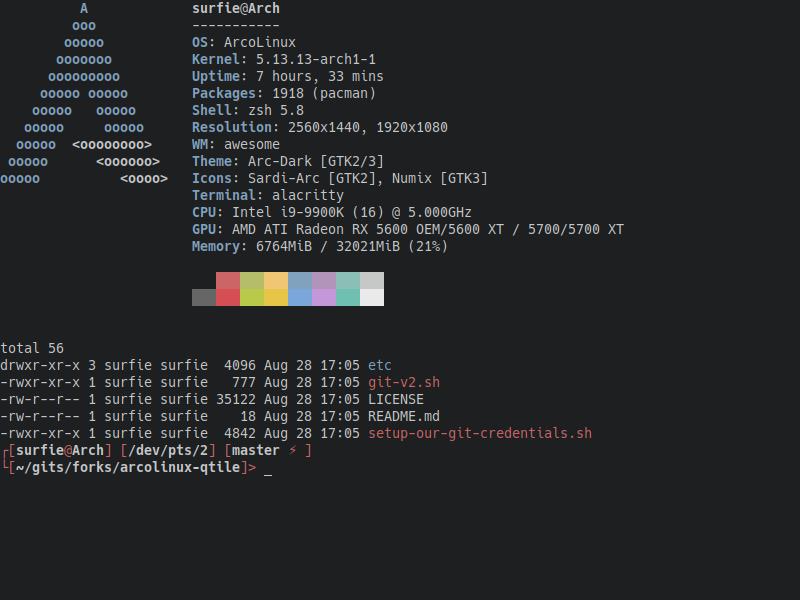 A surfie@Arch
ooo -----------
ooooo OS: ArcoLinux
ooooooo Kernel: 5.13.13-arch1-1
ooooooooo Uptime: 7 hours, 33 mins
ooooo ooooo Packages: 1918 (pacman)
ooooo ooooo Shell: zsh 5.8
ooooo ooooo Resolution: 2560x1440, 1920x1080
ooooo <oooooooo> WM: awesome
ooooo <oooooo> Theme: Arc-Dark [GTK2/3]
ooooo <oooo> Icons: Sardi-Arc [GTK2], Numix [GTK3]
Terminal: alacritty
CPU: Intel i9-9900K (16) @ 5.000GHz
GPU: AMD ATI Radeon RX 5600 OEM/5600 XT / 5700/5700 XT
Memory: 6764MiB / 32021MiB (21%)
total 56
drwxr-xr-x 3 surfie surfie  4096 Aug 28 17:05 etc
-rwxr-xr-x 1 surfie surfie   777 Aug 28 17:05 git-v2.sh
-rw-r--r-- 1 surfie surfie 35122 Aug 28 17:05 LICENSE
-rw-r--r-- 1 surfie surfie    18 Aug 28 17:05 README.md
-rwxr-xr-x 1 surfie surfie  4842 Aug 28 17:05 setup-our-git-credentials.sh
┌[surfie@Arch] [/dev/pts/2] [master ⚡ ]
└[~/gits/forks/arcolinux-qtile]> _